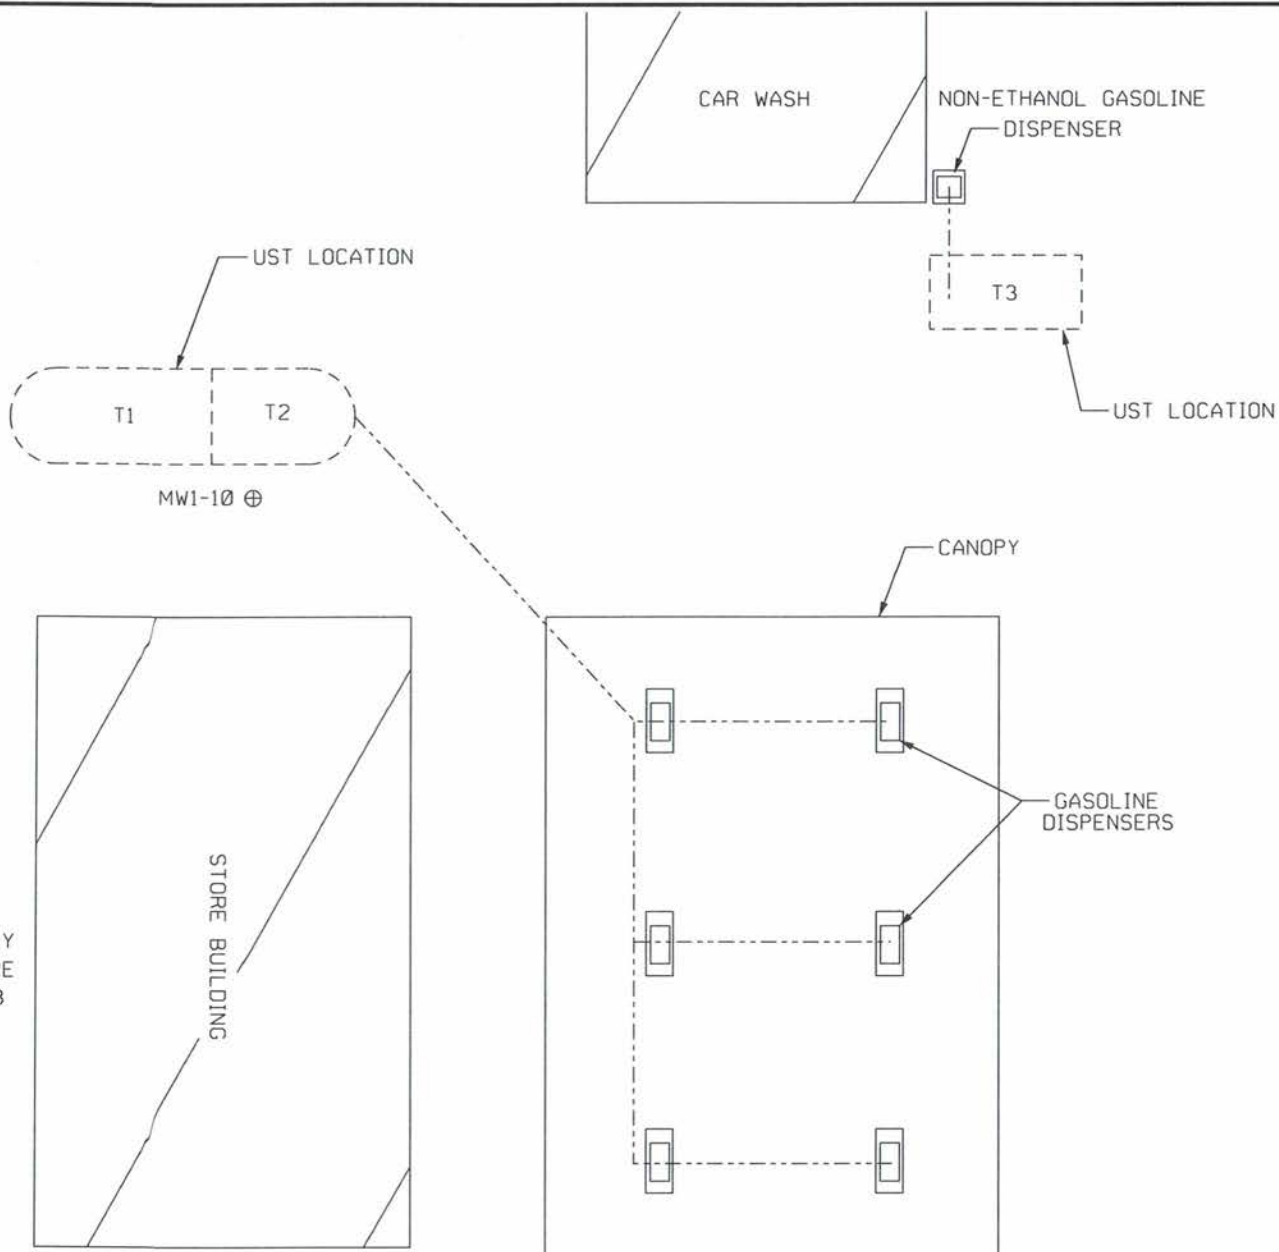 CAR WASH
NON-ETHANOL GASOLINE
DISPENSER
UST LOCATION
T3
T1
T2
UST LOCATION
MW1-10
CANOPY
GASOLINE
DISPENSERS
STORE BUILDING
Y